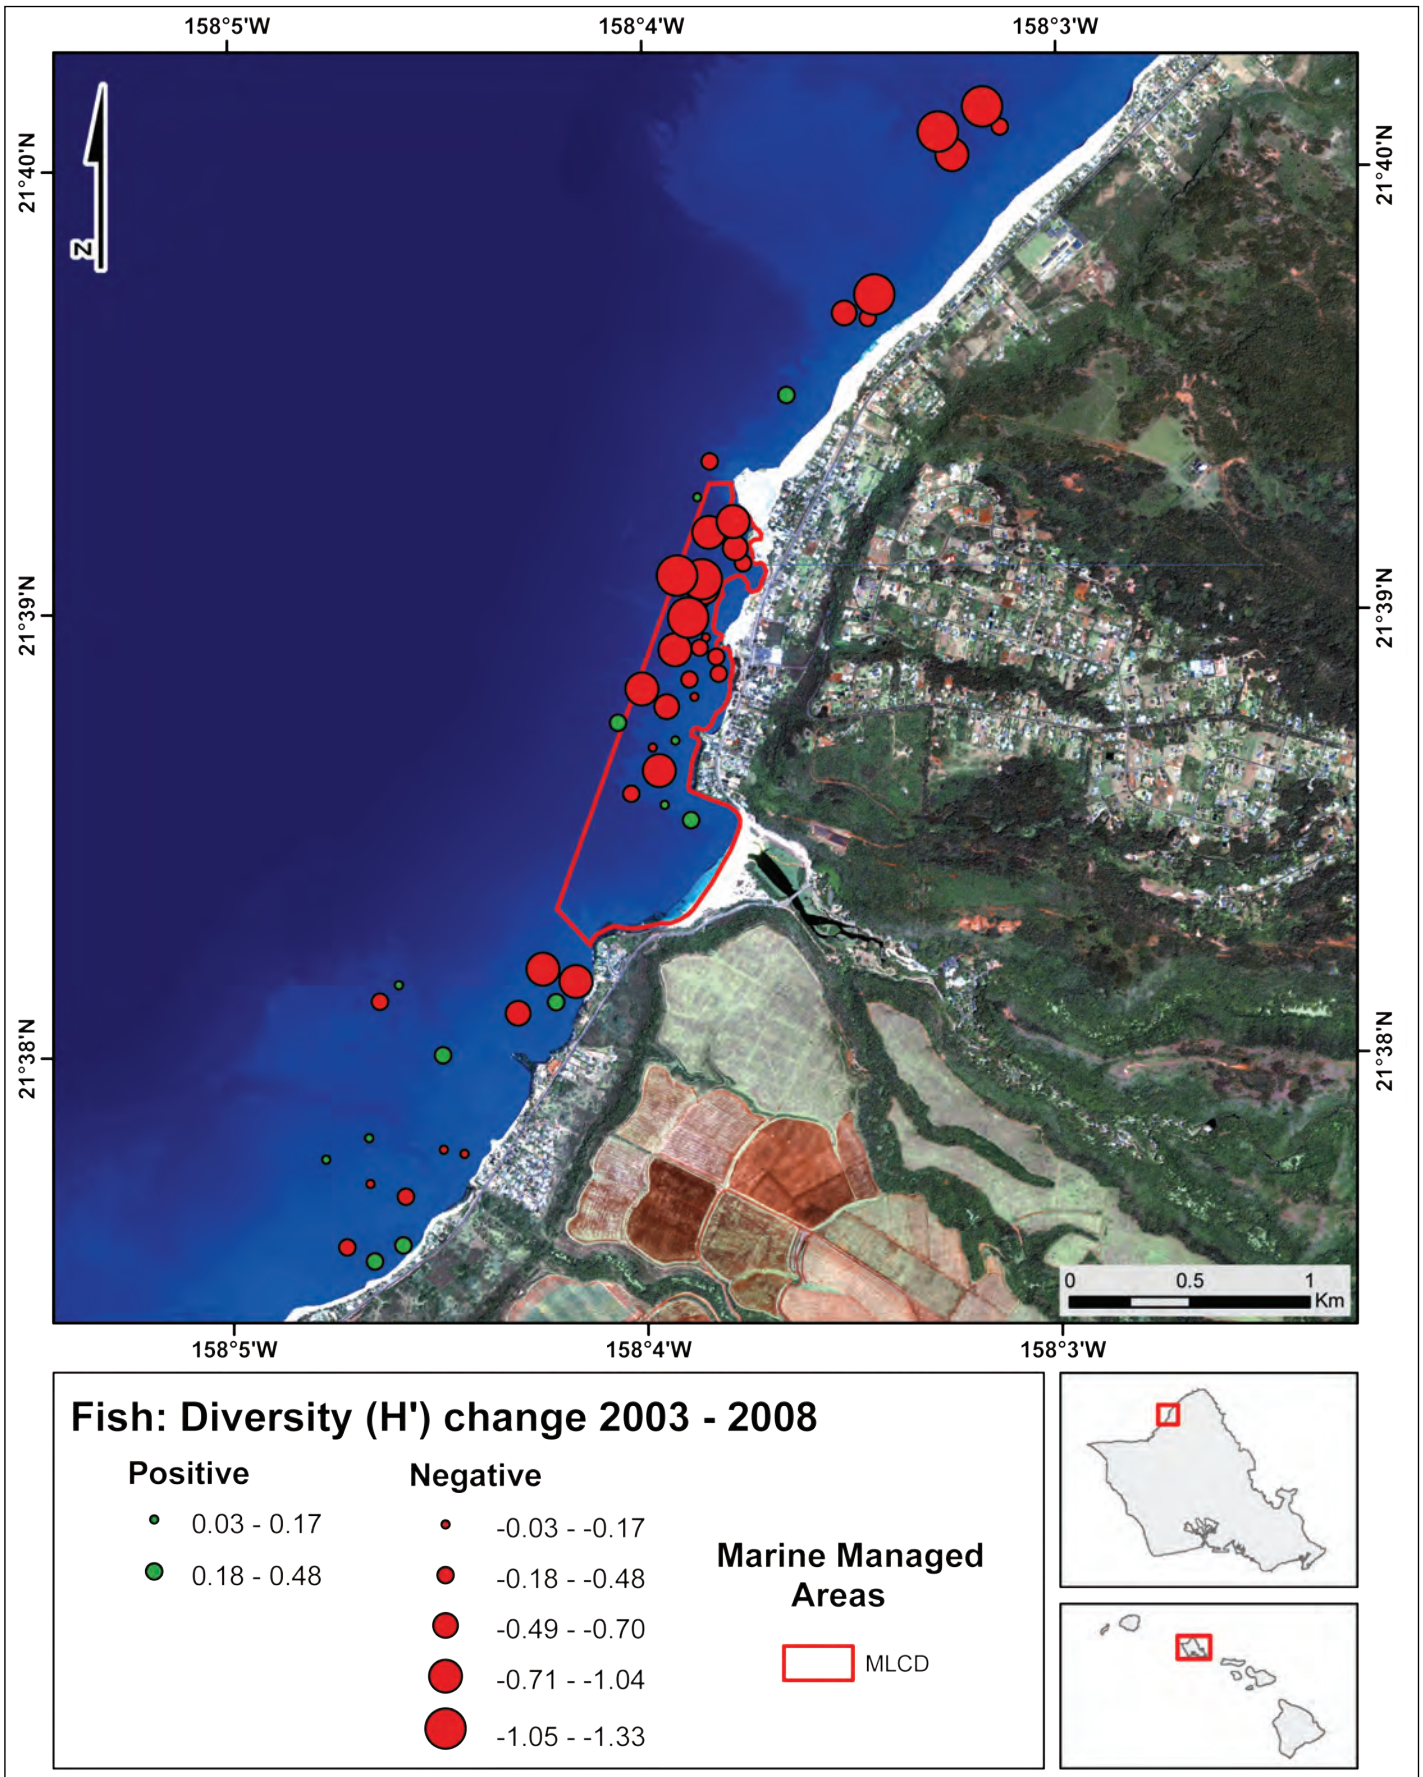 158°5'W 158°4'W 158°3'W
21°40'N 21°40'N
N
21°39'N 21°39'N
21°38'N 21°38'N
0 0.5 1
Km
158°5'W 158°4'W 158°3'W
Fish: Diversity (H') change 2003 - 2008
Positive
0.03 - 0.17
0.18 - 0.48
Negative
-0.03 - -0.17
-0.18 - -0.48
-0.49 - -0.70
-0.71 - -1.04
-1.05 - -1.33
Marine Managed
Areas
MLCD